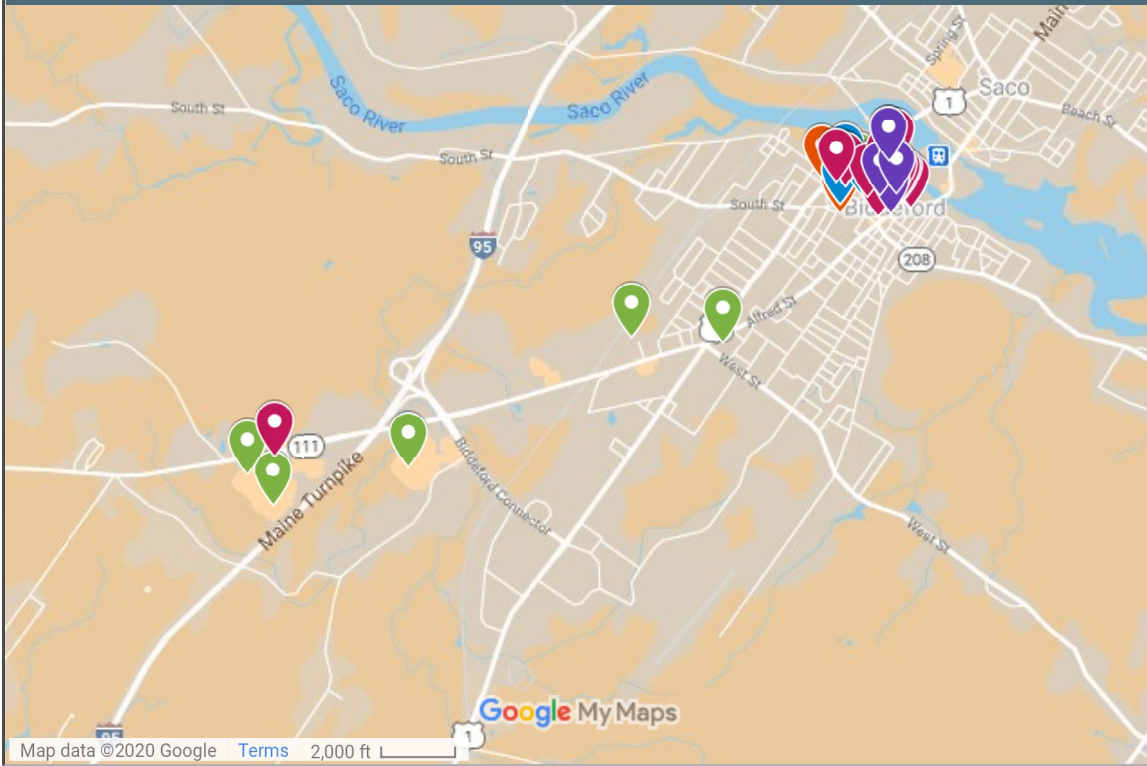 Main
Spring St
Saco
1
Beach St
Saco River
Saco River
South St
South St
South St
Biddeford
95
208
Alfred St
West St
111
Maine Turnpike
Biddeford Connector
West St
Google My Maps
1
95
Map data ©2020 Google Terms 2,000 ft